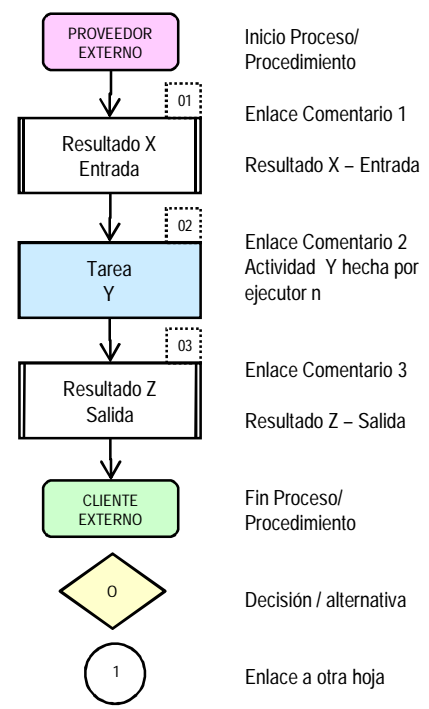 PROVEEDOR
EXTERNO
Inicio Proceso/
Procedimiento
01
Enlace Comentario 1
Resultado X
Entrada
Resultado X – Entrada
02
Enlace Comentario 2
Tarea
Y
Actividad Y hecha por
ejecutor n
03
Enlace Comentario 3
Resultado Z
Salida
Resultado Z – Salida
CLIENTE
EXTERNO
Fin Proceso/
Procedimiento
O
Decisión / alternativa
1
Enlace a otra hoja